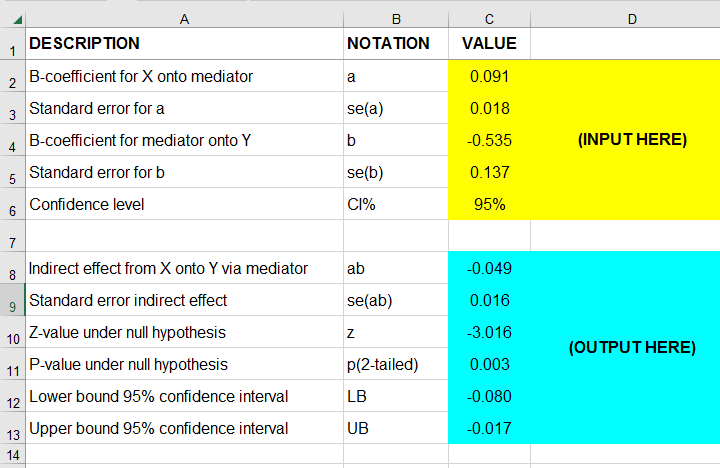 A B C D
1 DESCRIPTION NOTATION VALUE
2 B-coefficient for X onto mediator a 0.091
3 Standard error for a se(a) 0.018
4 B-coefficient for mediator onto Y b -0.535 (INPUT HERE)
5 Standard error for b se(b) 0.137
6 Confidence level CI% 95%
7
8 Indirect effect from X onto Y via mediator ab -0.049
9 Standard error indirect effect se(ab) 0.016
10 Z-value under null hypothesis z -3.016
(OUTPUT HERE)
11 P-value under null hypothesis p(2-tailed) 0.003
12 Lower bound 95% confidence interval LB -0.080
13 Upper bound 95% confidence interval UB -0.017
14